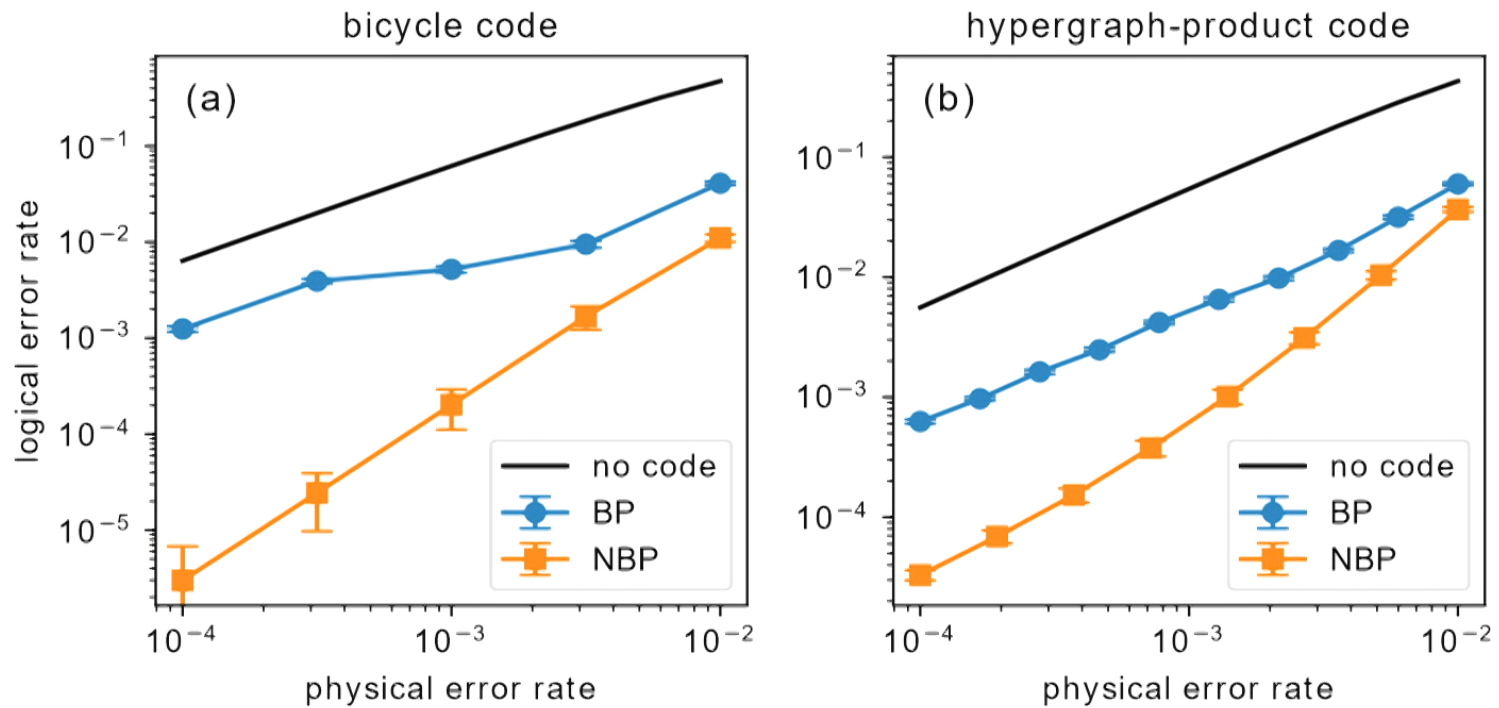 bicycle code
(a)
10⁻¹
10⁻²
10⁻³
10⁻⁴
10⁻⁵
logical error rate
no code
BP
NBP
10⁻⁴
10⁻³
10⁻²
physical error rate
hypergraph-product code
(b)
10⁻¹
10⁻²
10⁻³
10⁻⁴
no code
BP
NBP
10⁻⁴
10⁻³
10⁻²
physical error rate